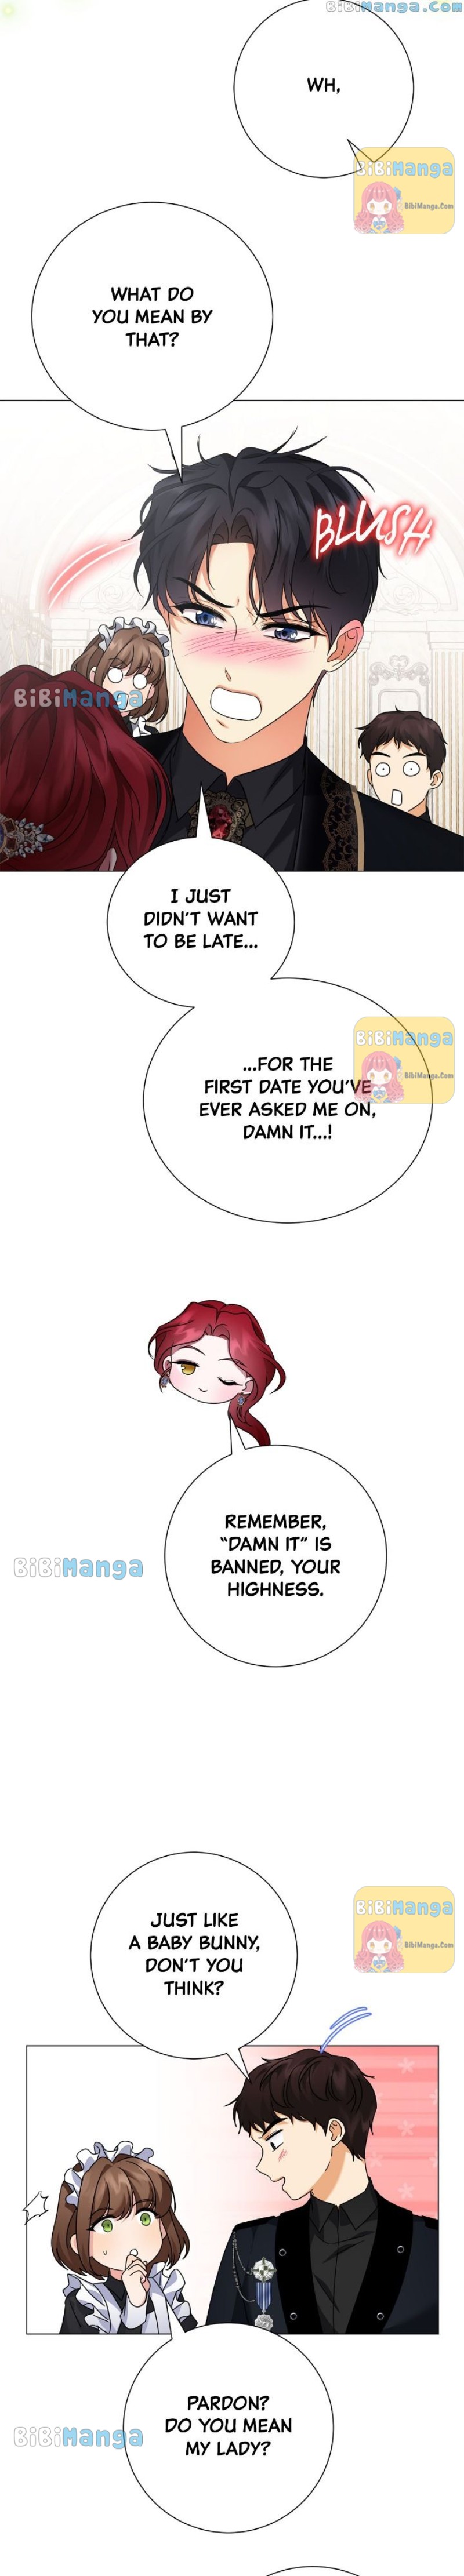 BiBiManga.Com
WH,
BiBiManga
BibiManga.Com
WHAT DO
YOU MEAN BY
THAT?
BLUSH
BiBiManga
I JUST
DIDN'T WANT
TO BE LATE...
BiBiManga
BibiManga.Com
...FOR THE
FIRST DATE YOU'VE
EVER ASKED ME ON,
DAMN IT...!
REMEMBER,
"DAMN IT" IS
BANNED, YOUR
HIGHNESS.
BiBiManga
BiBiManga
BibiManga.Com
JUST LIKE
A BABY BUNNY,
DON'T YOU
THINK?
PARDON?
DO YOU MEAN
MY LADY?
BiBiManga